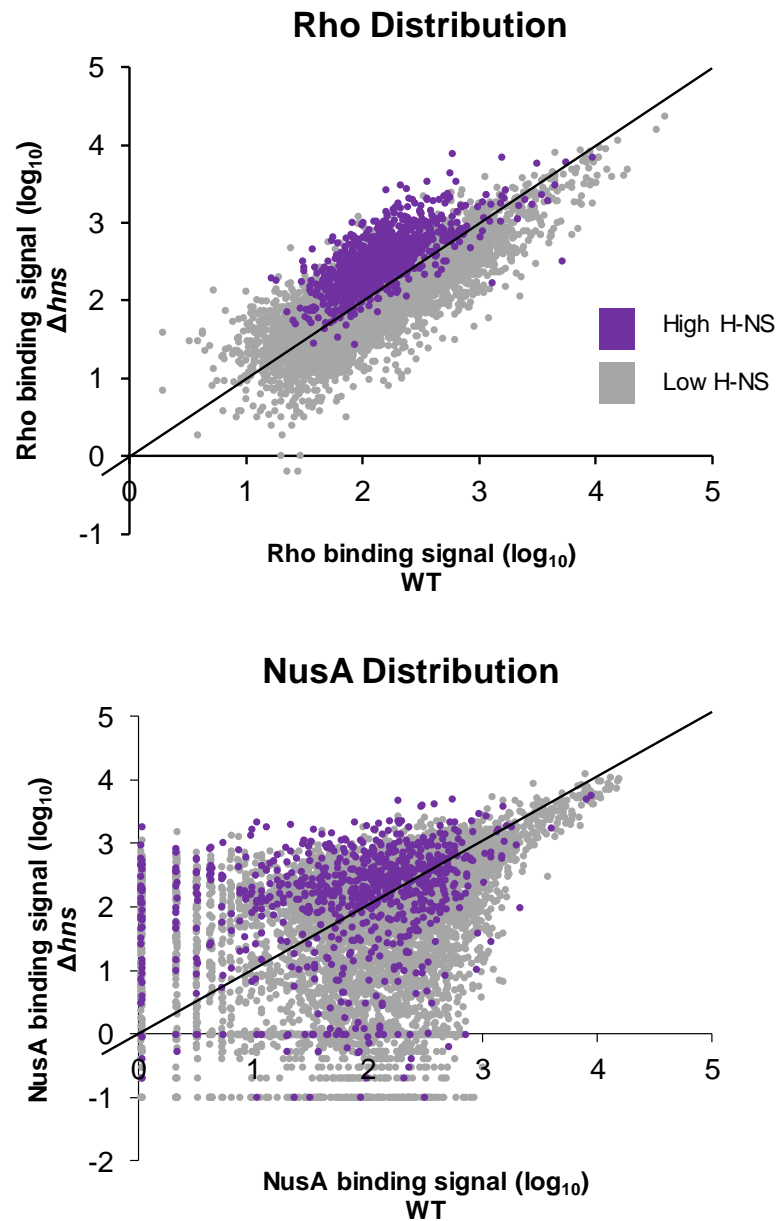 Rho Distribution
5
4
3
2
1
0
-1
0 1 2 3 4 5
Rho binding signal (log₁₀)
Δhns
High H-NS
Low H-NS
Rho binding signal (log₁₀)
WT
NusA Distribution
5
4
3
2
1
0
-1
-2
0 1 2 3 4 5
NusA binding signal (log₁₀)
Δhns
NusA binding signal (log₁₀)
WT